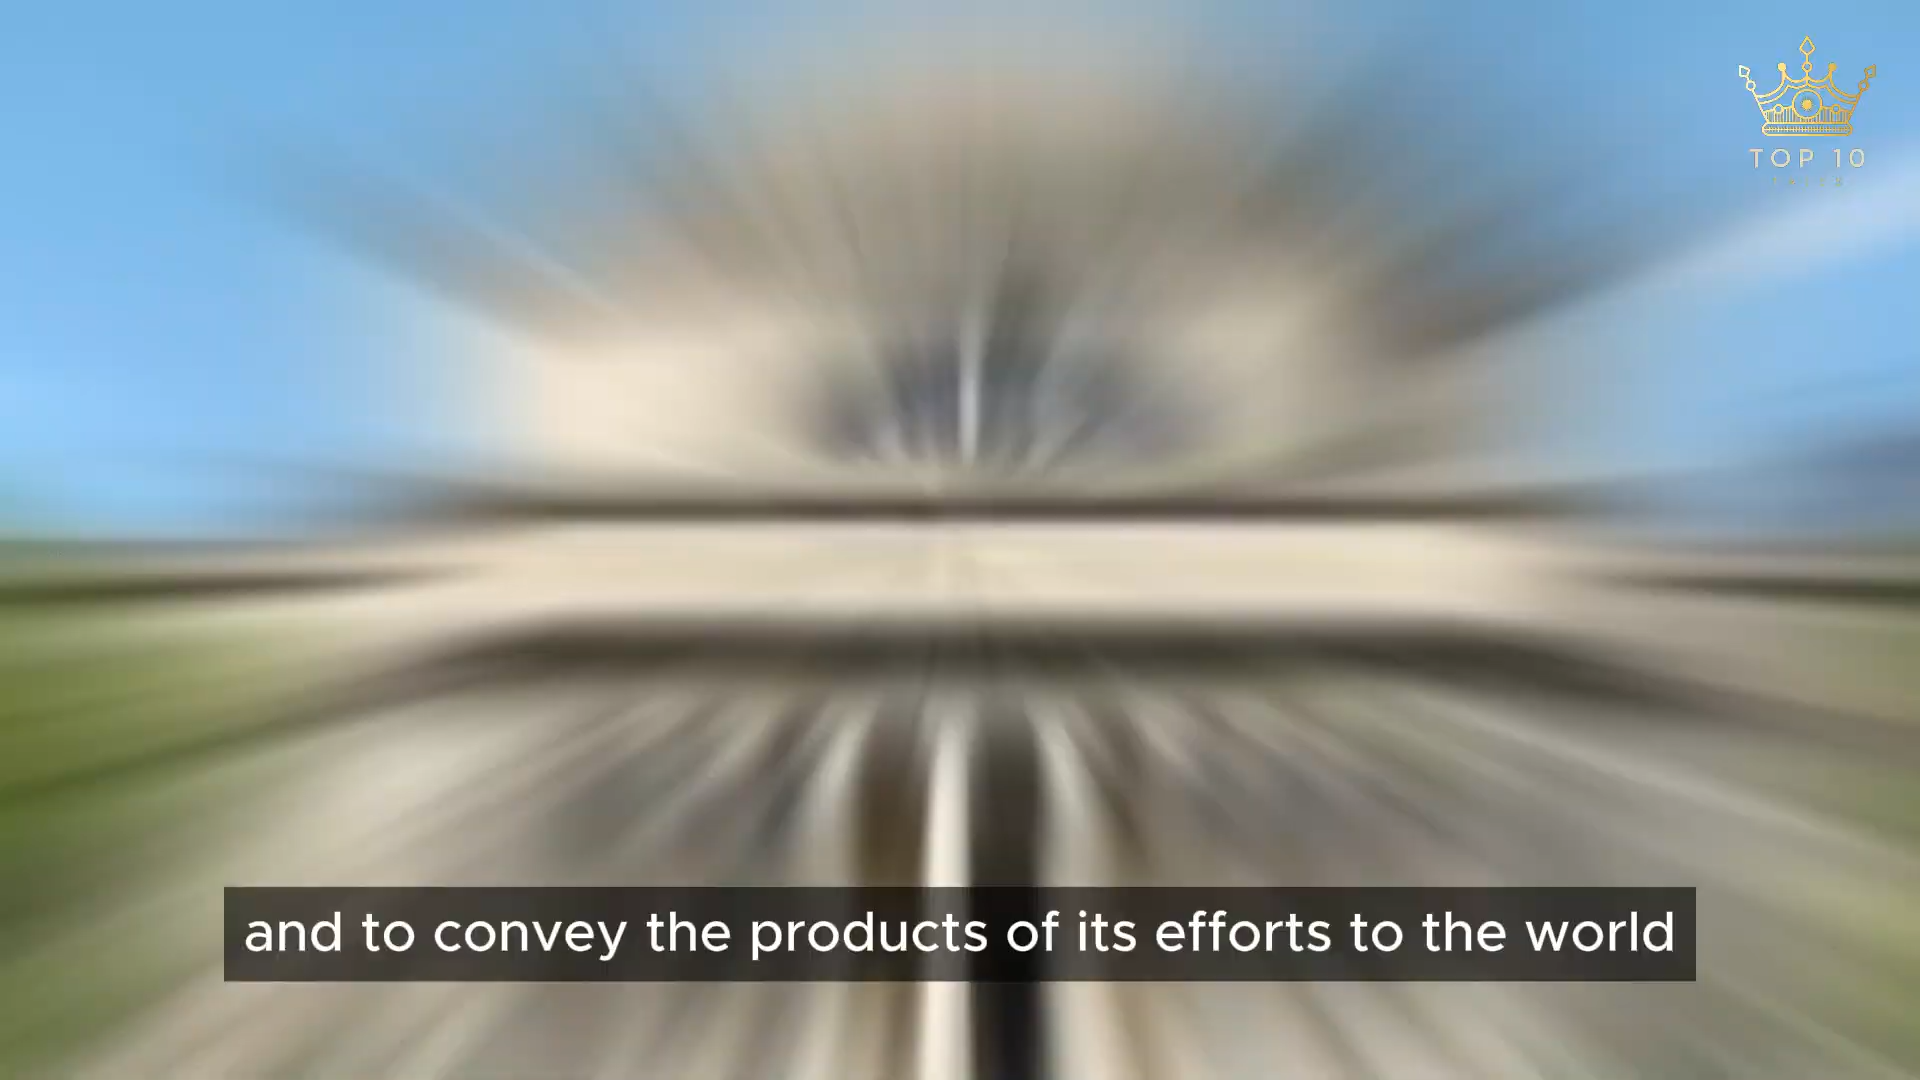 TOP 10
and to convey the products of its efforts to the world